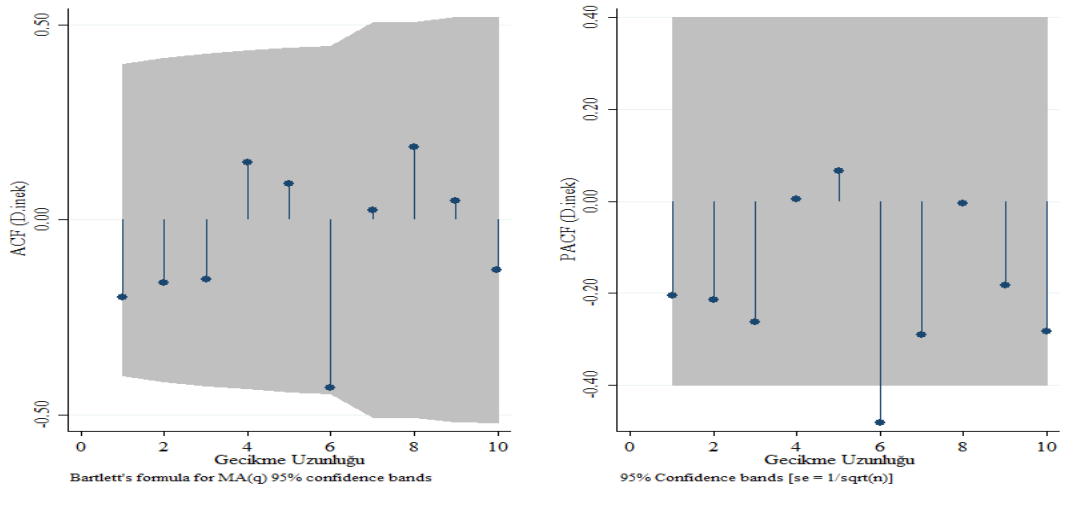 0.50
0.00
-0.50
ACF (D.inek)
0 2 4 6 8 10
Gecikme Uzunluğu
Bartlett's formula for MA(q) 95% confidence bands
0.40
0.20
0.00
-0.20
-0.40
PACF (D.inek)
0 2 4 6 8 10
Gecikme Uzunluğu
95% Confidence bands [se = 1/sqrt(n)]